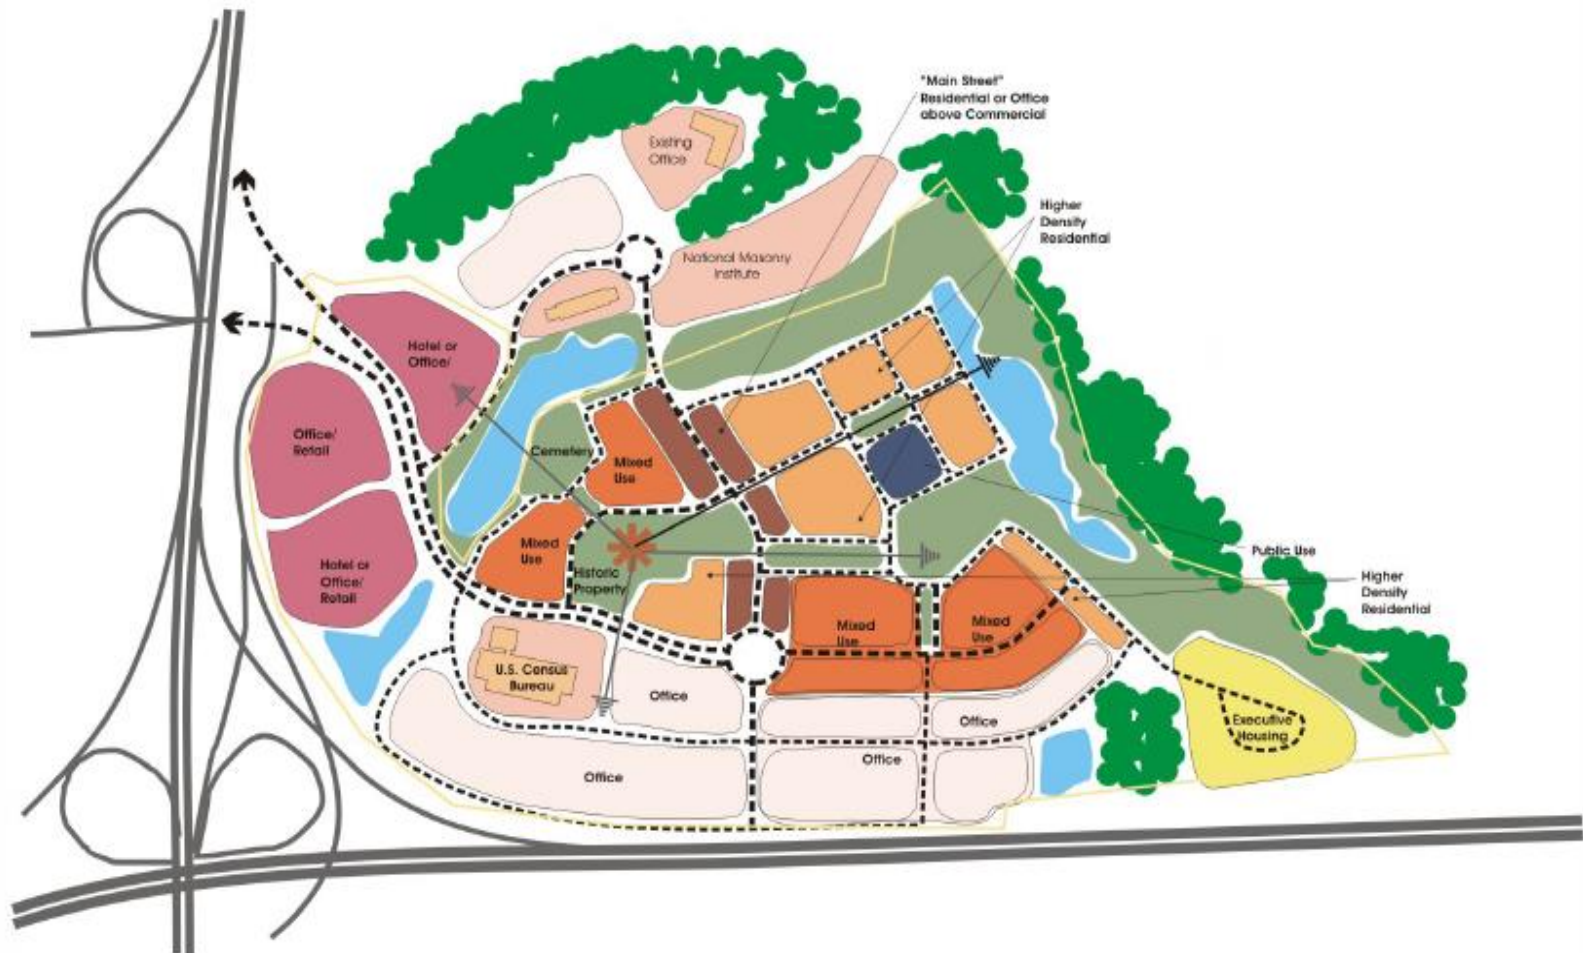 "Main Street"
Residential or Office
above Commercial
Existing
Office
Higher
Density
Residential
National Masonry
Institute
Hotel or
Office/
Office/
Retail
Cemetery
Mixed
Use
Mixed
Use
Historic
Property
Hotel or
Office/
Retail
Public Use
Higher
Density
Residential
Mixed
Use
Mixed
Use
U.S. Census
Bureau
Office
Office
Executive
Housing
Office
Office